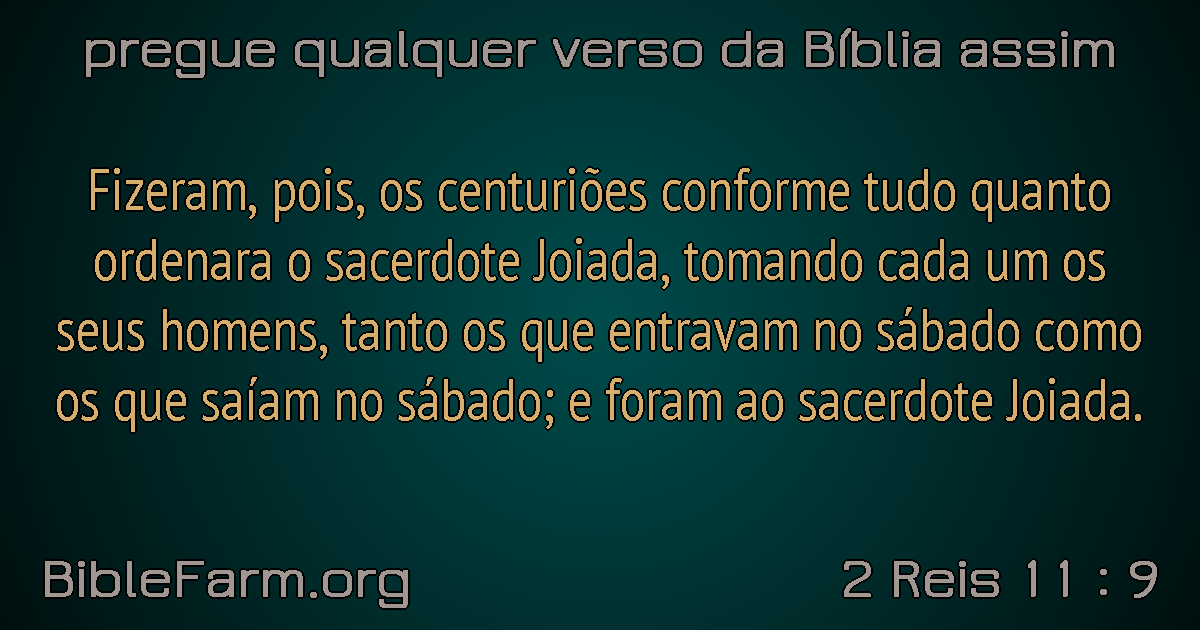 pregue qualquer verso da Bíblia assim
Fizeram, pois, os centuriões conforme tudo quanto
ordenara o sacerdote Joiada, tomando cada um os
seus homens, tanto os que entravam no sábado como
os que saíam no sábado; e foram ao sacerdote Joiada.
BibleFarm.org
2 Reis 11 : 9